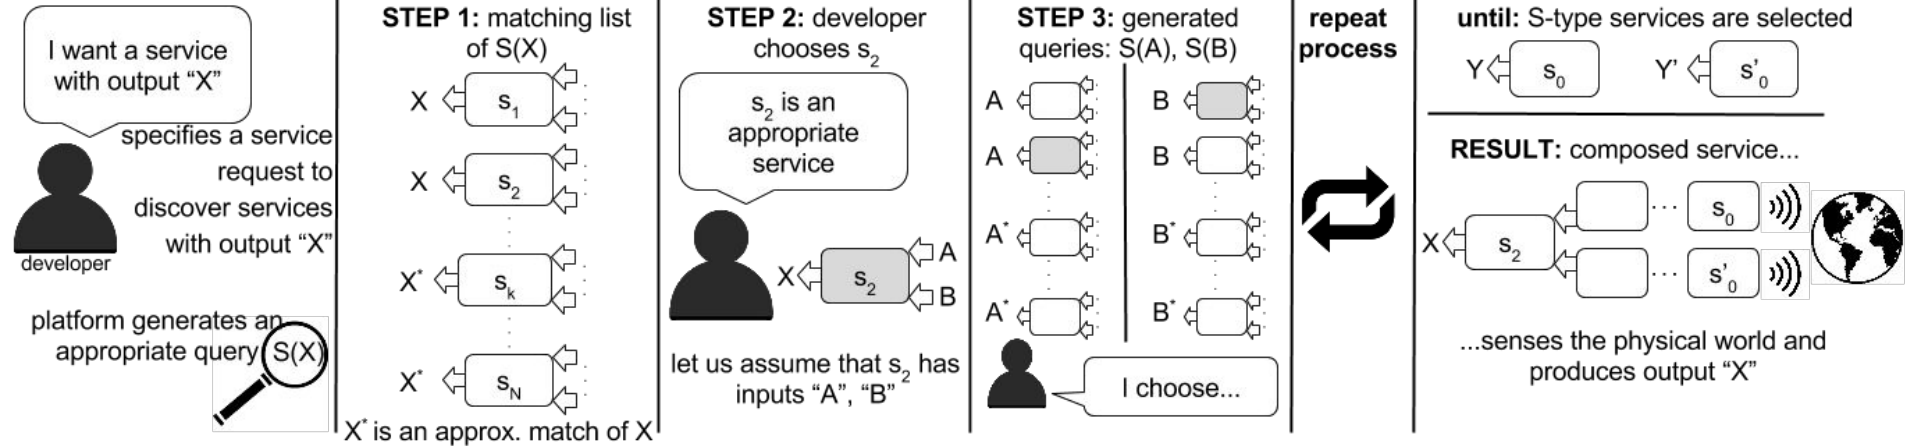 I want a service
with output “X”
specifies a service
request to
discover services
with output “X”
developer
platform generates an
appropriate query S(X)
STEP 1: matching list
of S(X)
X s₁
X s₂
X* sₖ
X* s_N
X* is an approx. match of X
STEP 2: developer
chooses s₂
s₂ is an
appropriate
service
X s₂ A
B
let us assume that s₂ has
inputs “A”, “B”
STEP 3: generated
queries: S(A), S(B)
A B
A B
A* B*
A* B*
I choose...
repeat
process
until: S-type services are selected
Y s₀ Y’ s’₀
RESULT: composed service...
... s₀
X s₂
... s’₀
...senses the physical world and
produces output “X”